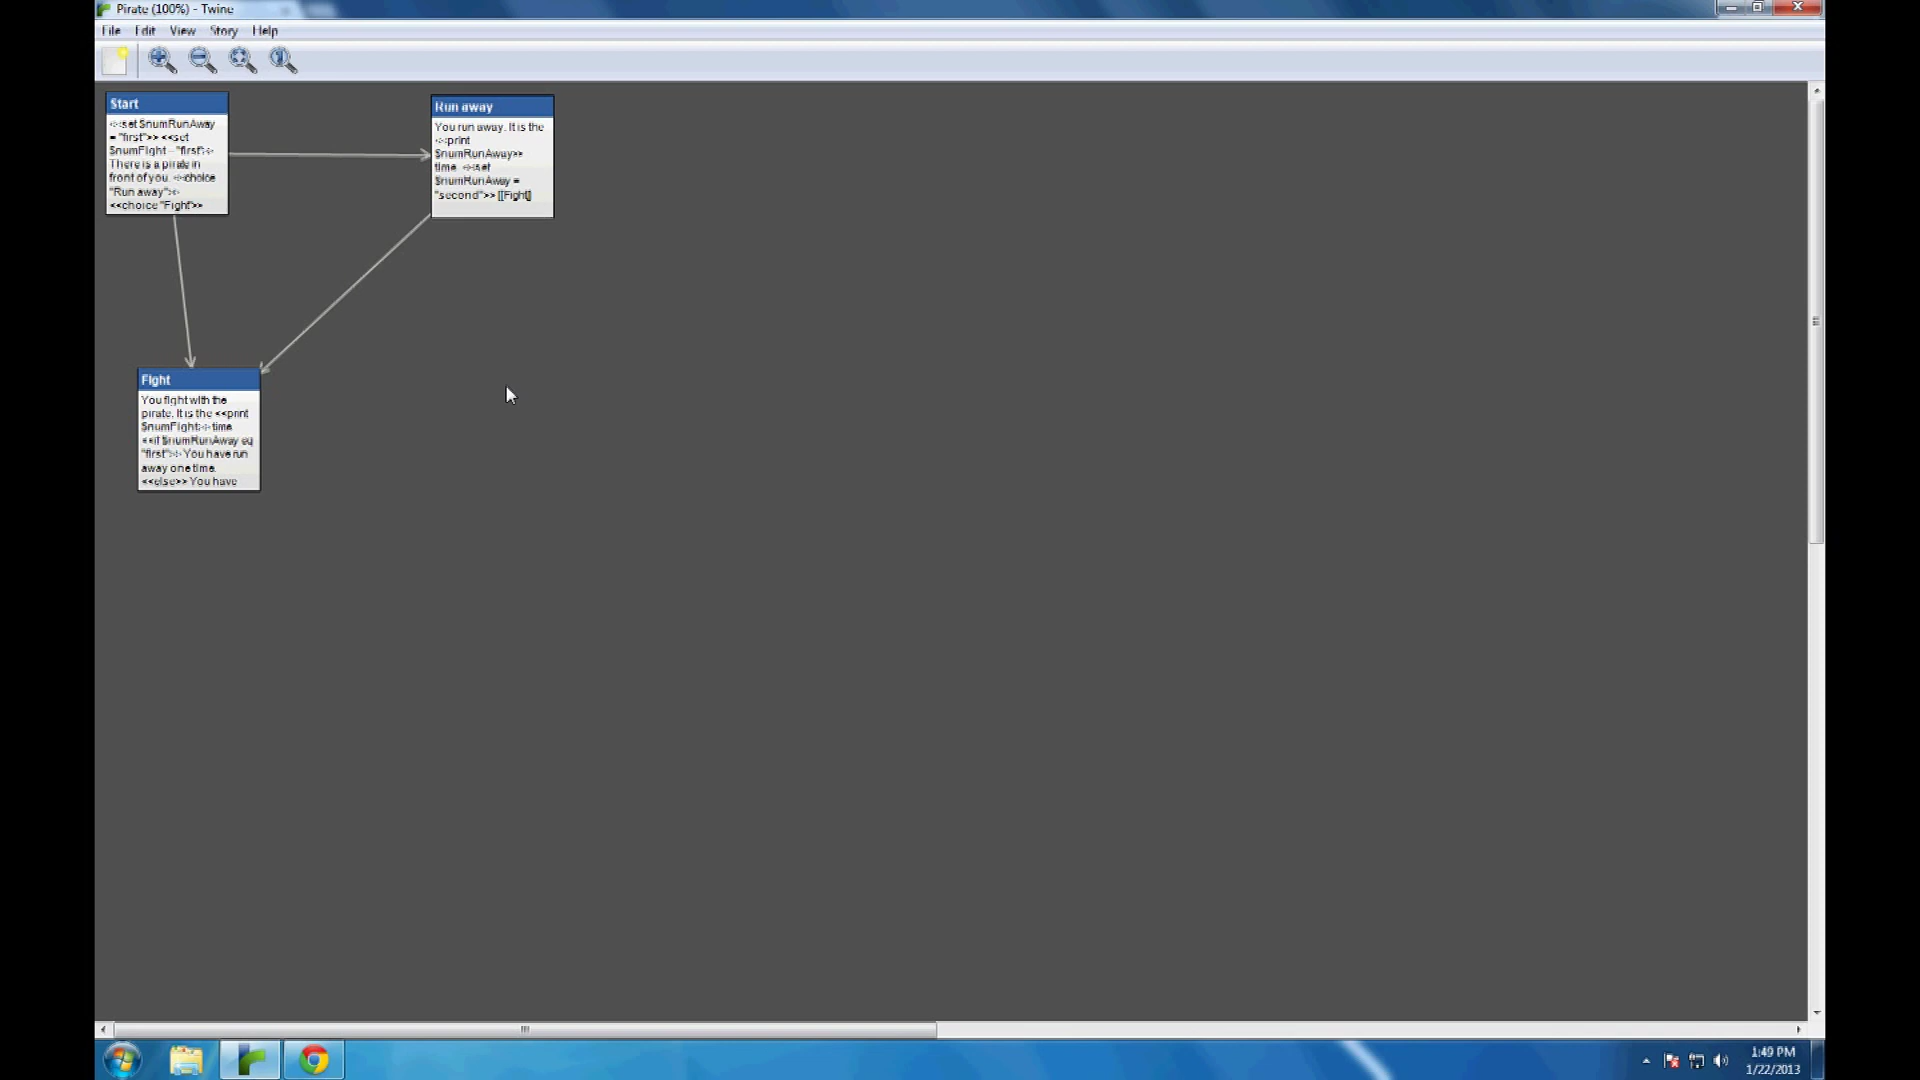 Pirate (100%) - Twine
File Edit View Story Help
Start
<<set $numRunAway
= "first">> <<set
$numFight = "first">>
There is a pirate in
front of you. <<choice
"Run away">>
<<choice "Fight">>
Run away
You run away. It is the
<<print
$numRunAway>>
time. <<set
$numRunAway =
"second">> [[Fight]]
Fight
You fight with the
pirate. It is the <<print
$numFight>> time
<<if $numRunAway eq
"first">> You have run
away one time.
<<else>> You have
1:49 PM
1/22/2013